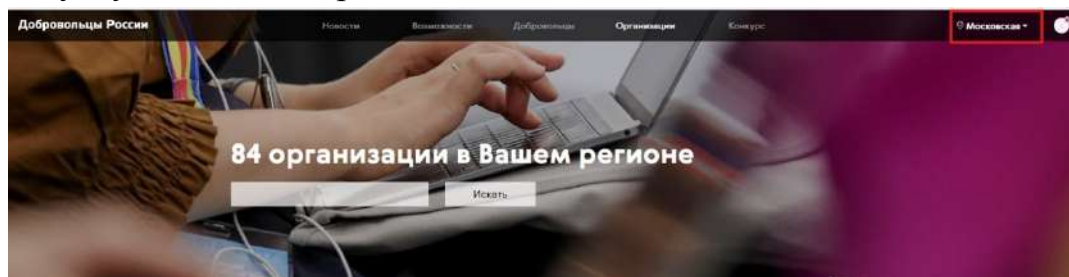 Добровольцы России
Новости
Возможности
Добровольцы
Организации
Конкурс
Московская
84 организации в Вашем регионе
Искать